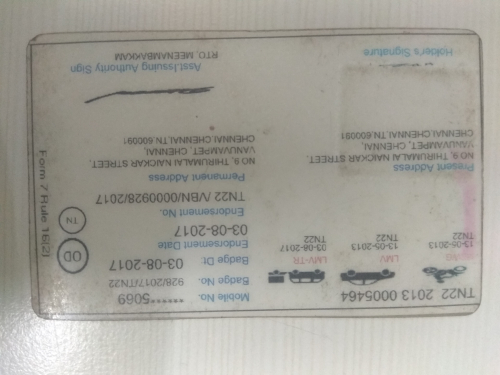 TN22 2013 0005464
MCWG
LMV
LMV-TR
13-05-2013
13-05-2013
03-08-2017
TN22
TN22
TN22
Mobile No. ******5069
Badge No. 928/2017/TN22
Badge Dt. 03-08-2017
Endorsement Date
03-08-2017
Endorsement No.
TN22 /VBN/0000928/2017
OD
TN
Form 7 Rule 16(2)
Present Address
NO, 9, THIRUMALAI NAICKAR STREET,
VANUVAMPET, CHENNAI,
CHENNAI CHENNAI,TN,600091
Permanent Address
NO, 9, THIRUMALAI NAICKAR STREET,
VANUVAMPET, CHENNAI,
CHENNAI CHENNAI,TN,600091
Holder's Signature
Asst.Issuing Authority Sign
RTO, MEENAMBAKKAM